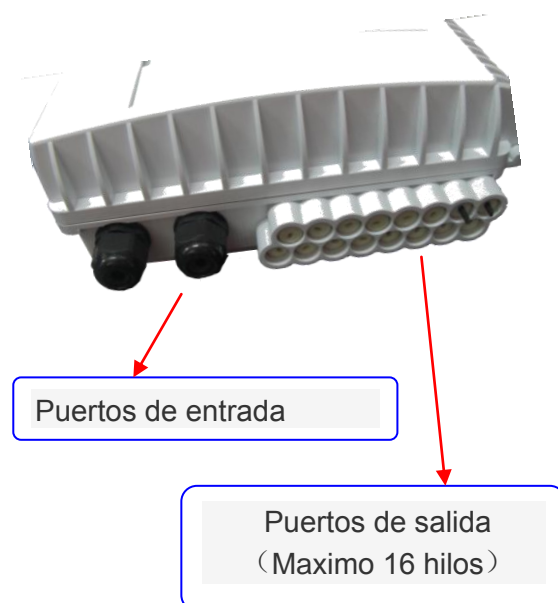 Puertos de entrada
Puertos de salida
（Maximo 16 hilos）